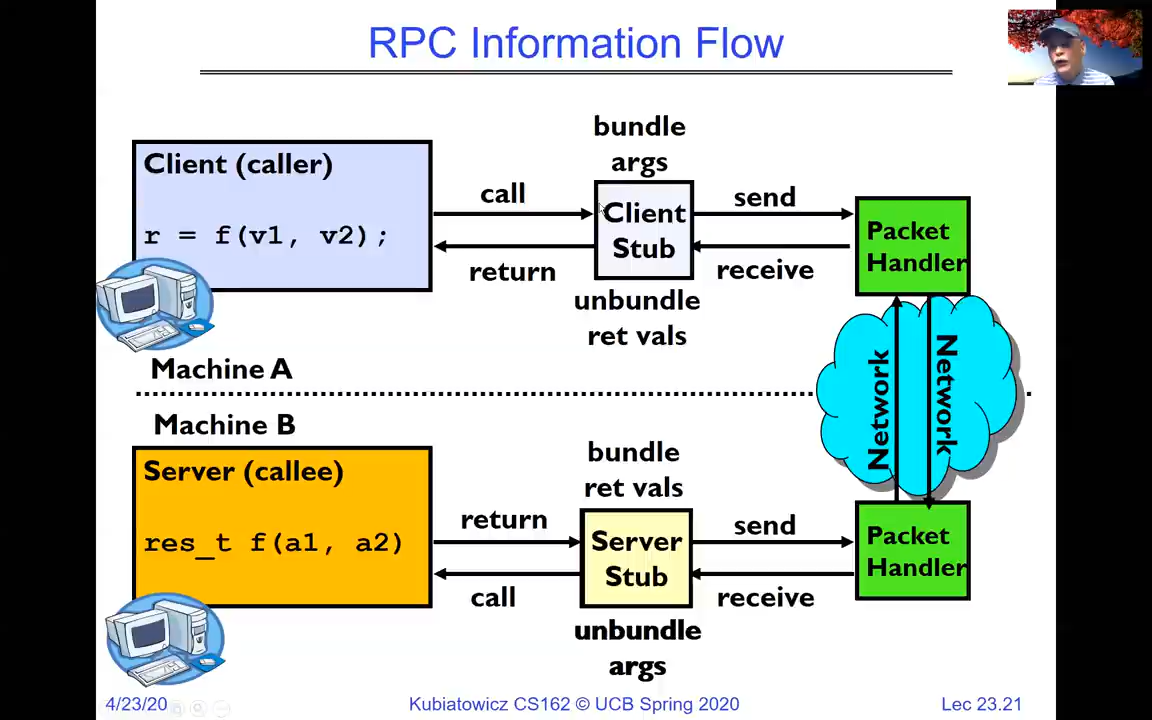 RPC Information Flow
bundle
args
Client (caller)
r = f(v1, v2);
call
return
Client
Stub
send
receive
Packet
Handler
unbundle
ret vals
Machine A
Network
Network
Machine B
Server (callee)
res_t f(a1, a2)
bundle
ret vals
return
call
Server
Stub
send
receive
Packet
Handler
unbundle
args
4/23/20
Kubiatowicz CS162 © UCB Spring 2020
Lec 23.21